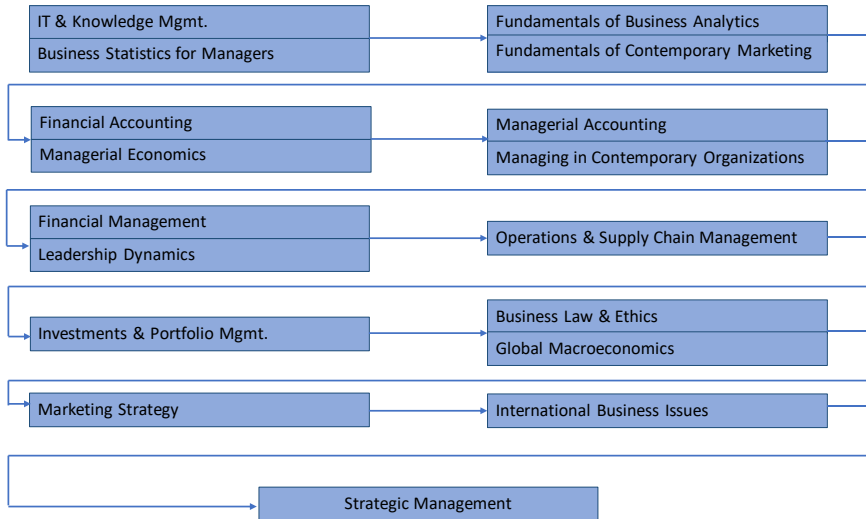 IT & Knowledge Mgmt.
Business Statistics for Managers
Fundamentals of Business Analytics
Fundamentals of Contemporary Marketing
Financial Accounting
Managerial Economics
Managerial Accounting
Managing in Contemporary Organizations
Financial Management
Leadership Dynamics
Operations & Supply Chain Management
Investments & Portfolio Mgmt.
Business Law & Ethics
Global Macroeconomics
Marketing Strategy
International Business Issues
Strategic Management